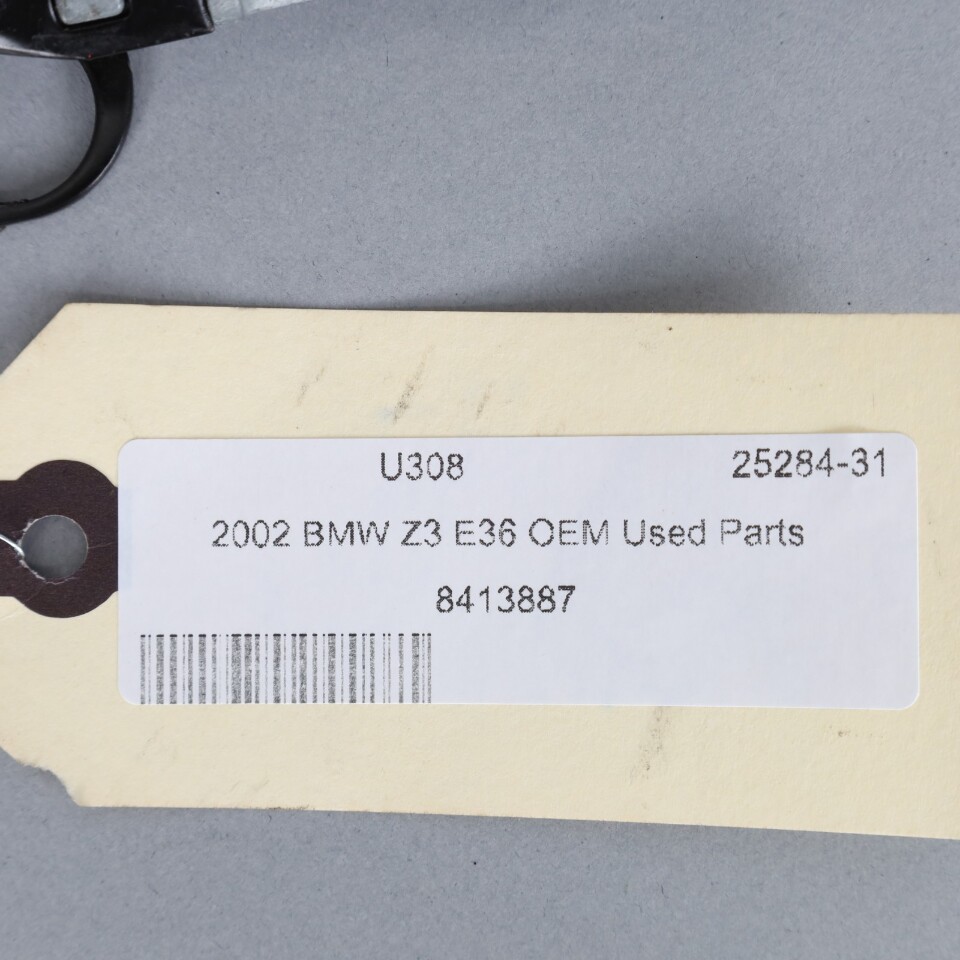 U308 25284-31
2002 BMW Z3 E36 OEM Used Parts
8413887